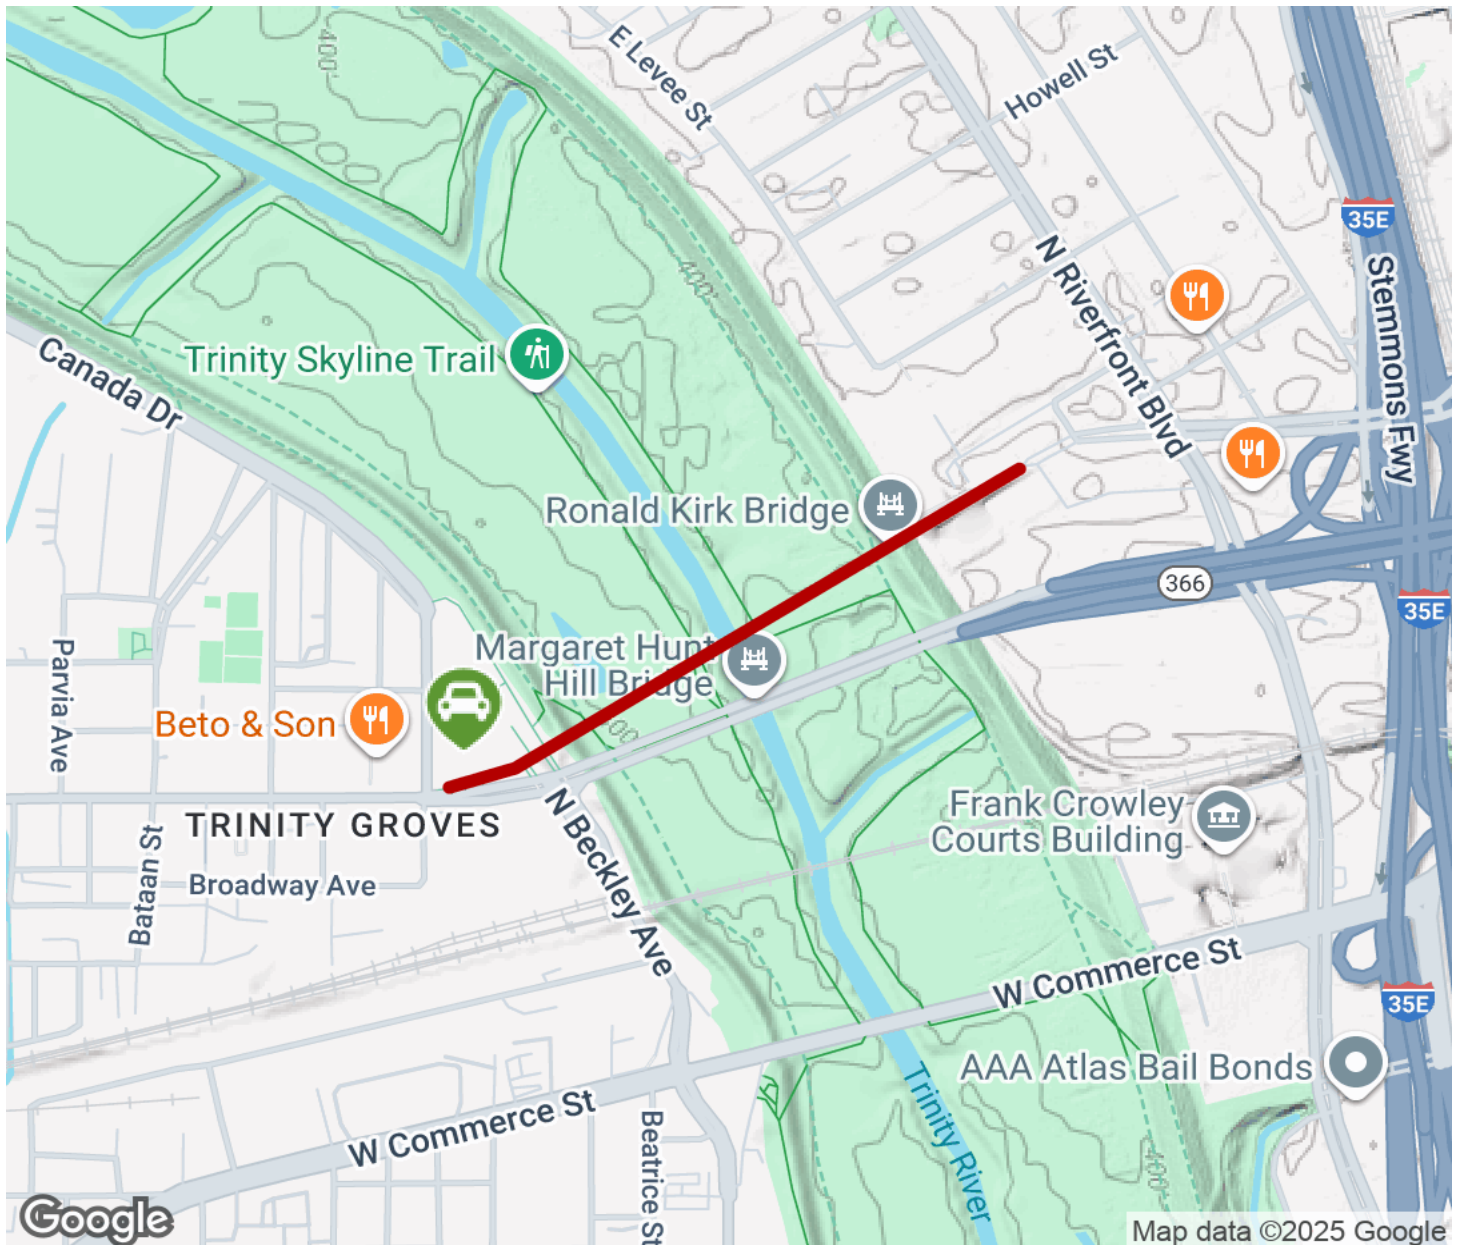 400'
E Levee St
Howell St
35E
N Riverfront Blvd
Stemmons Fwy
400'
Canada Dr
Trinity Skyline Trail
Ronald Kirk Bridge
366
35E
Parvia Ave
Margaret Hunt
Hill Bridge
Beto & Son
400
TRINITY GROVES
N Beckley Ave
Frank Crowley
Courts Building
Bataan St
Broadway Ave
W Commerce St
35E
AAA Atlas Bail Bonds
Trinity River
W Commerce St
Beatrice St
400'
Google
Map data ©2025 Google